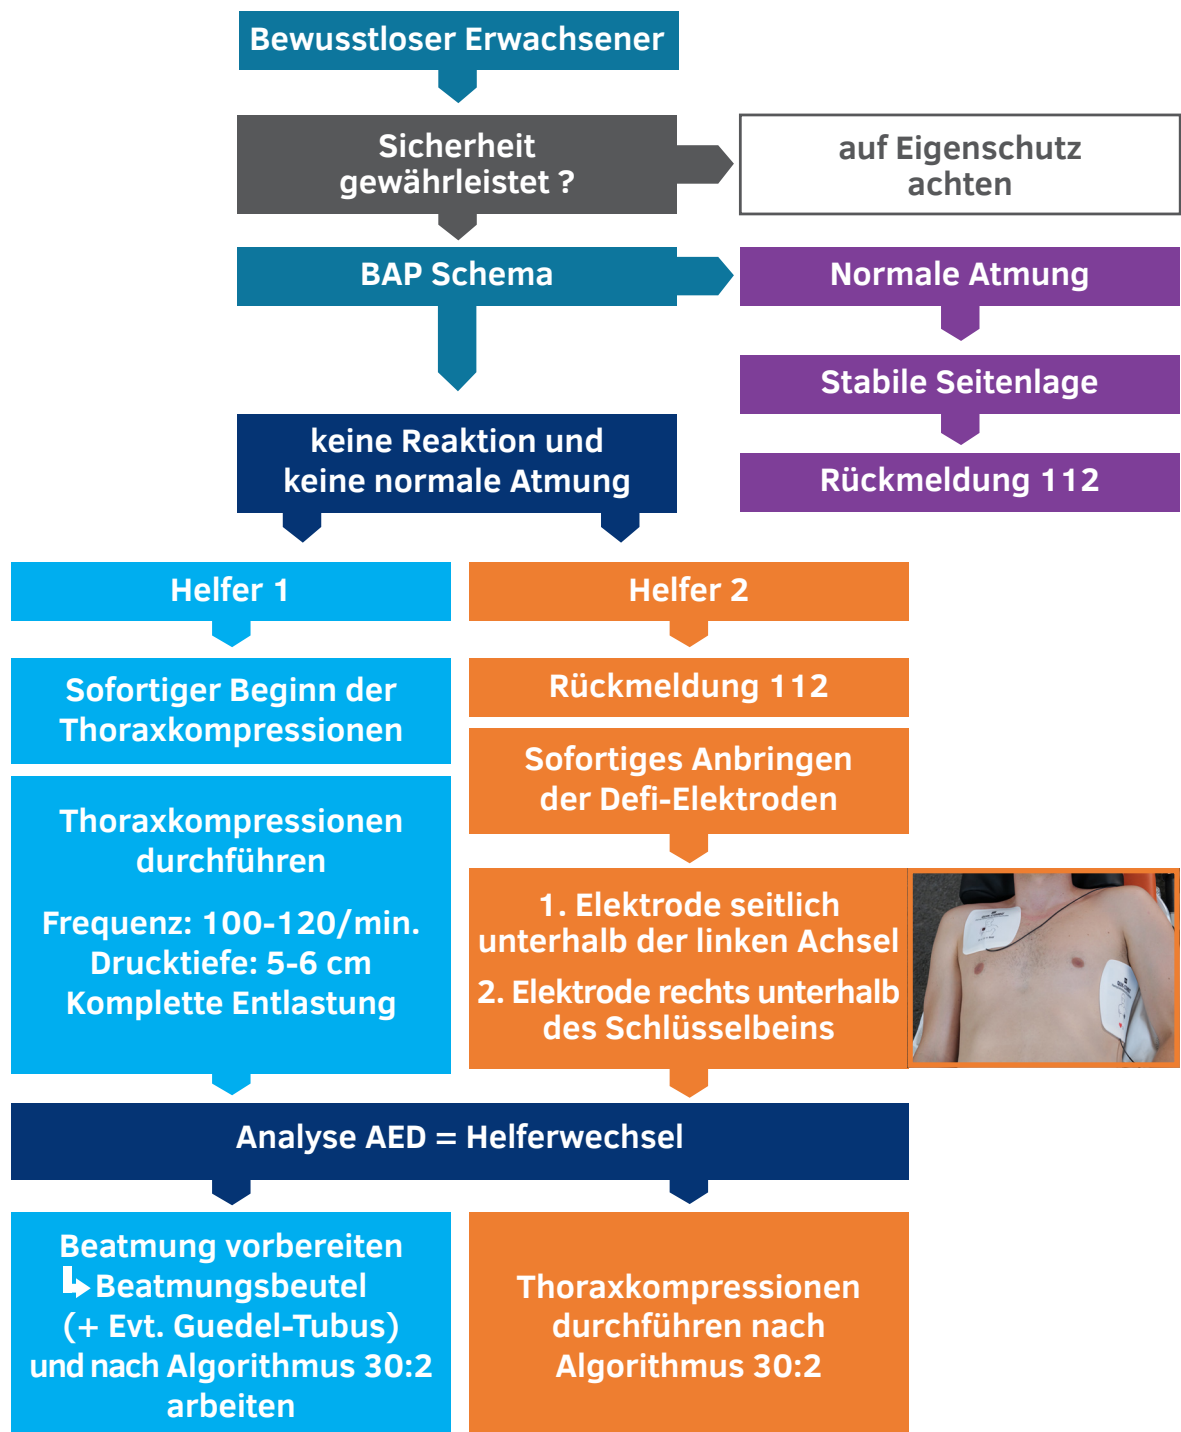 Bewusstloser Erwachsener
Sicherheit
gewährleistet ?
auf Eigenschutz
achten
BAP Schema
Normale Atmung
Stabile Seitenlage
Rückmeldung 112
keine Reaktion und
keine normale Atmung
Helfer 1
Sofortiger Beginn der
Thoraxkompressionen
Thoraxkompressionen
durchführen
Frequenz: 100-120/min.
Drucktiefe: 5-6 cm
Komplette Entlastung
Helfer 2
Rückmeldung 112
Sofortiges Anbringen
der Defi-Elektroden
1. Elektrode seitlich
unterhalb der linken Achsel
2. Elektrode rechts unterhalb
des Schlüsselbeins
Analyse AED = Helferwechsel
Beatmung vorbereiten
Beatmungsbeutel
(+ Evt. Guedel-Tubus)
und nach Algorithmus 30:2
arbeiten
Thoraxkompressionen
durchführen nach
Algorithmus 30:2